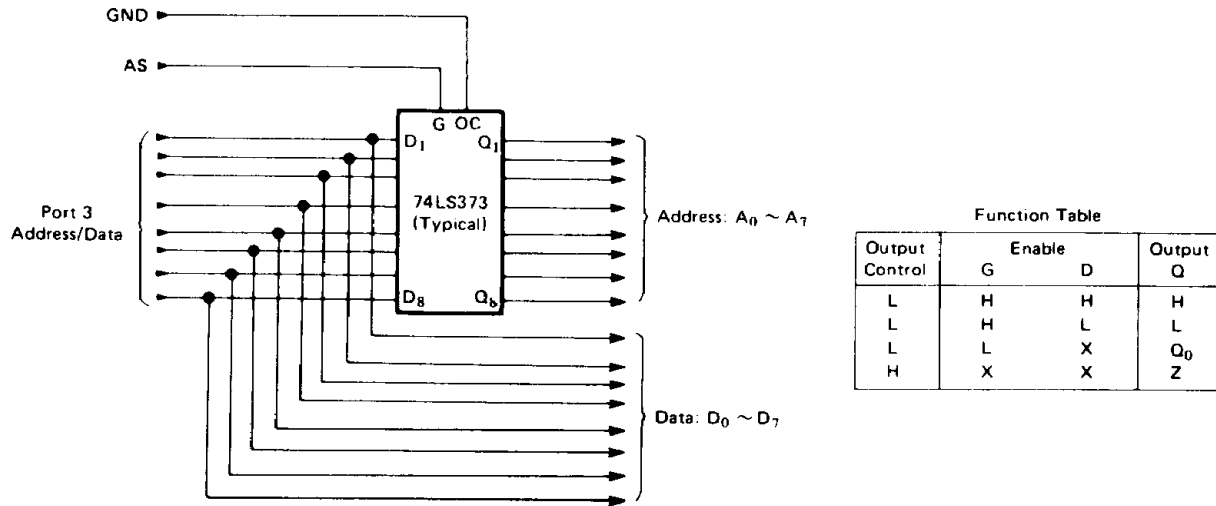 GND
AS
G OC
D1 Q1
74LS373
(Typical)
D8 Q8
Port 3
Address/Data
Address: A0 ~ A7
Data: D0 ~ D7
Function Table
Output Control Enable Output
G D Q
L H H H
L H L L
L L X Q0
H X X Z